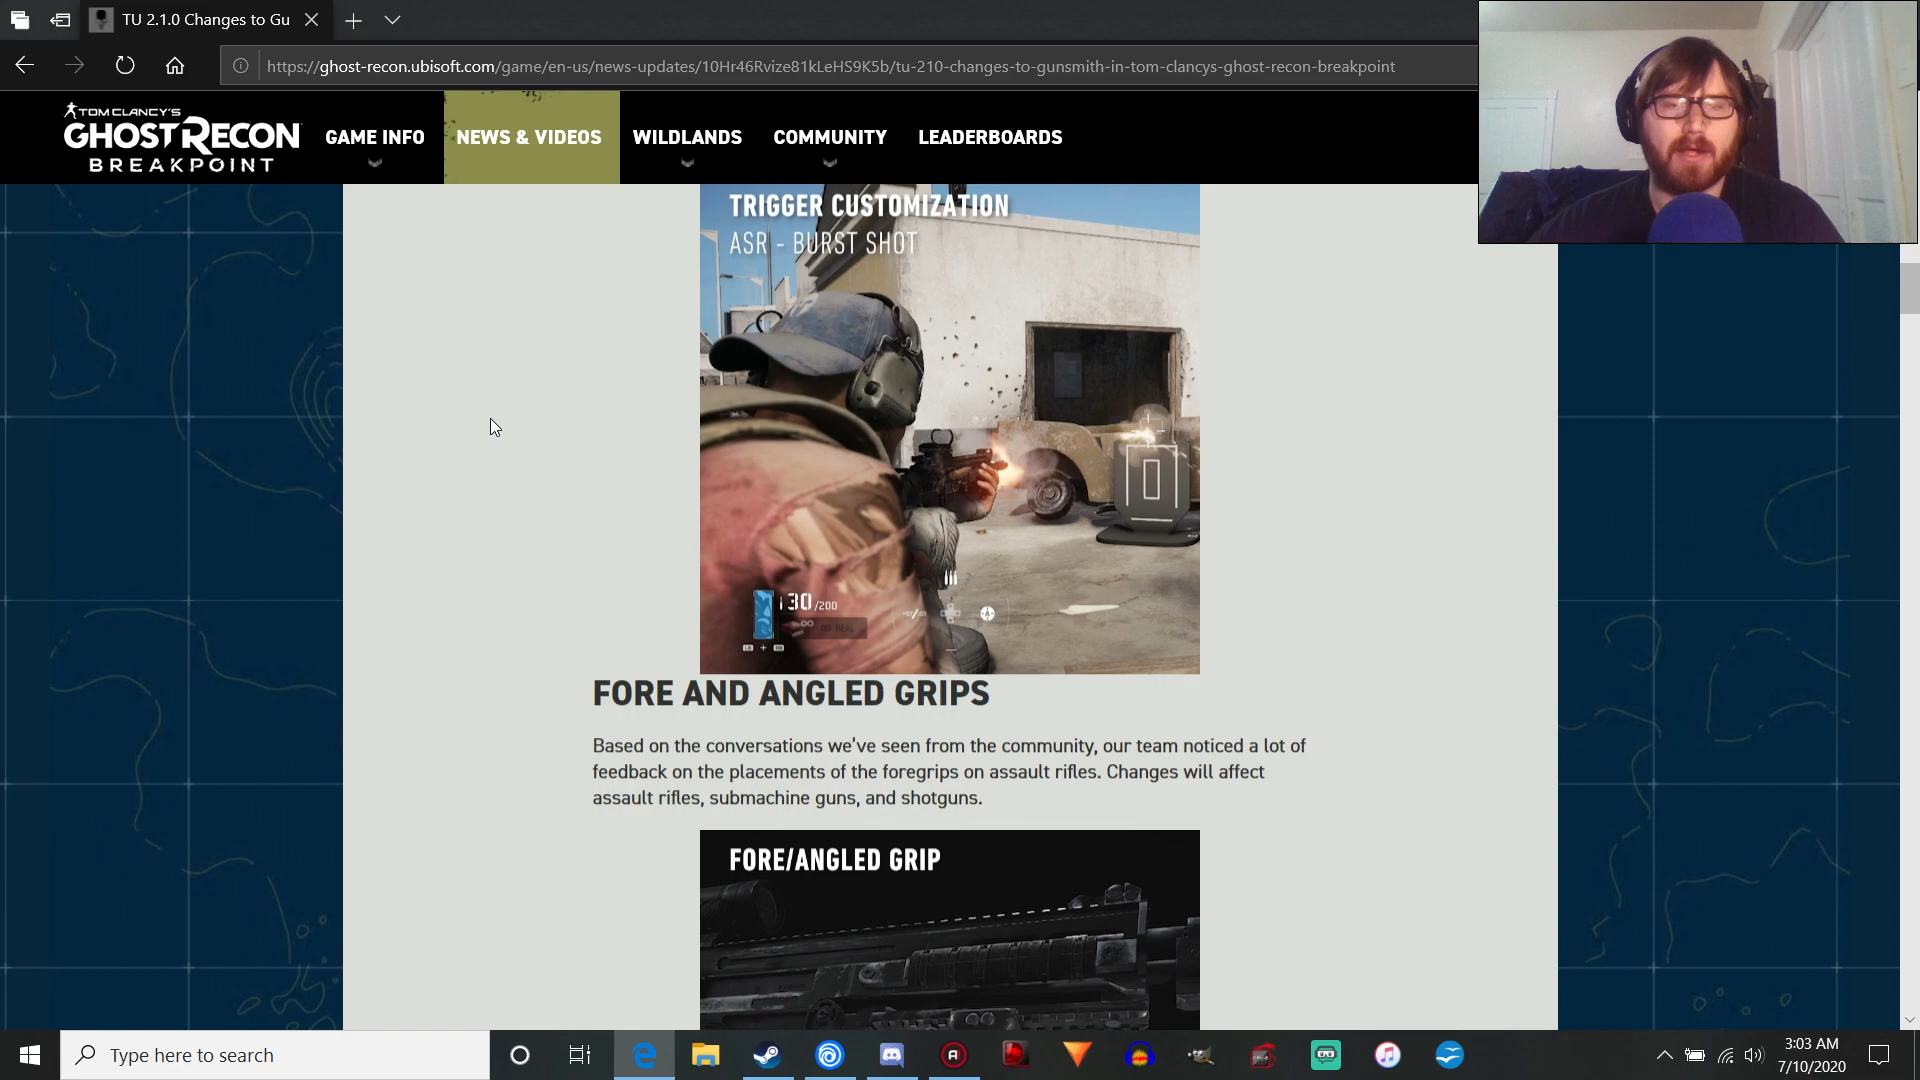 TU 2.1.0 Changes to Gu
https://ghost-recon.ubisoft.com/game/en-us/news-updates/10Hr46Rvize81kLeHS9K5b/tu-210-changes-to-gunsmith-in-tom-clancys-ghost-recon-breakpoint
TOM CLANCY'S
GHOST RECON
BREAKPOINT
GAME INFO
NEWS & VIDEOS
WILDLANDS
COMMUNITY
LEADERBOARDS
TRIGGER CUSTOMIZATION
ASR - BURST SHOT
30/200
HEAL
FORE AND ANGLED GRIPS
Based on the conversations we've seen from the community, our team noticed a lot of
feedback on the placements of the foregrips on assault rifles. Changes will affect
assault rifles, submachine guns, and shotguns.
FORE/ANGLED GRIP
Type here to search
3:03 AM
7/10/2020